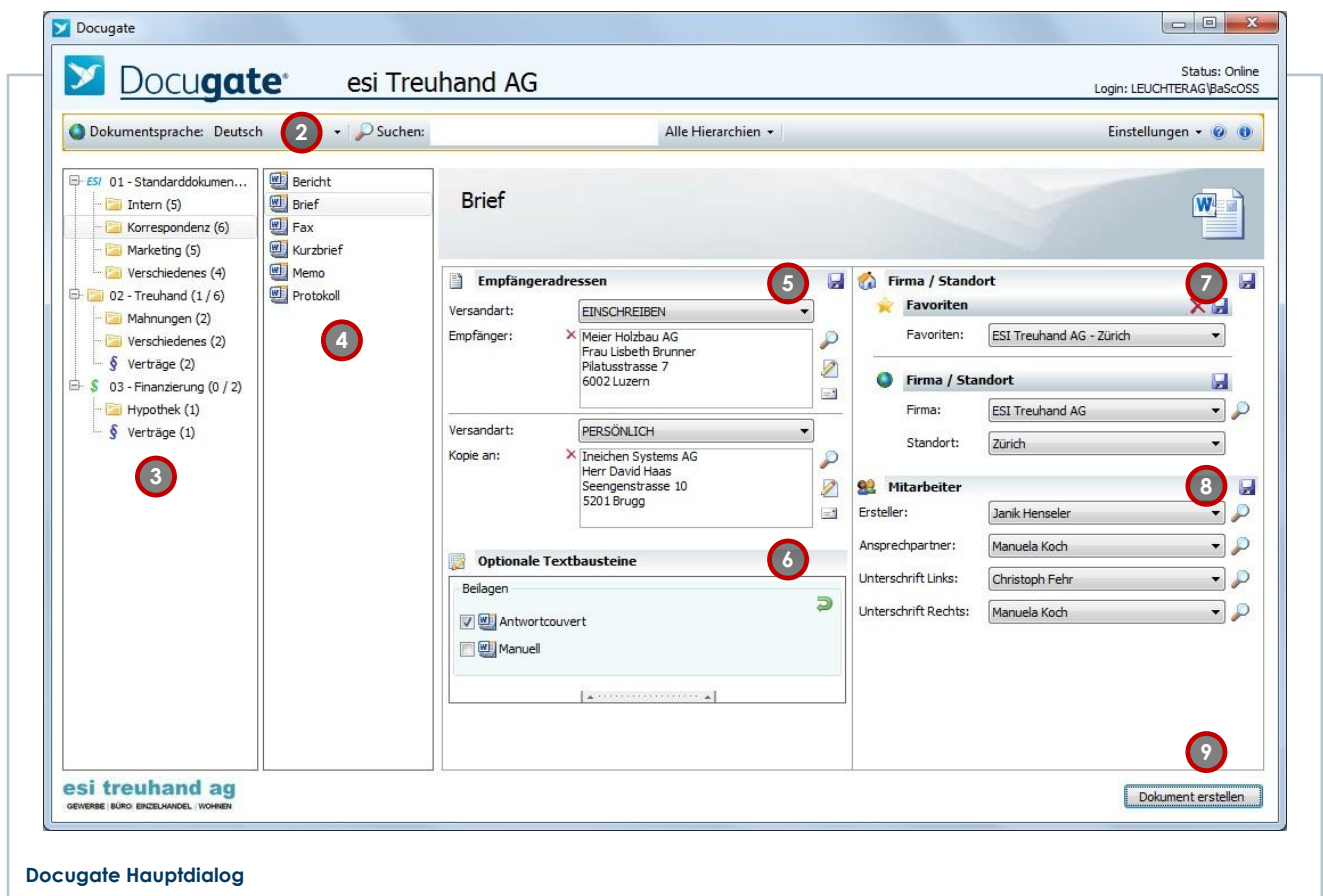 Docugate
Docugate®
esi Treuhand AG
Status: Online
Login: LEUCHTERAG\BaScOSS
Dokumentsprache: Deutsch
2
Suchen:
Alle Hierarchien
Einstellungen
ESI 01 - Standarddokumen...
Intern (5)
Korrespondenz (6)
Marketing (5)
Verschiedenes (4)
02 - Treuhand (1 / 6)
Mahnungen (2)
Verschiedenes (2)
§ Verträge (2)
$ 03 - Finanzierung (0 / 2)
Hypothek (1)
§ Verträge (1)
3
Bericht
Brief
Fax
Kurzbrief
Memo
Protokoll
4
Brief
Empfängeradressen
5
Versandart:
EINSCHREIBEN
Empfänger:
Meier Holzbau AG
Frau Lisbeth Brunner
Pilatusstrasse 7
6002 Luzern
Versandart:
PERSÖNLICH
Kopie an:
Ineichen Systems AG
Herr David Haas
Seengenstrasse 10
5201 Brugg
Optionale Textbausteine
6
Beilagen
Antwortcouvert
Manuell
Firma / Standort
7
Favoriten
Favoriten:
ESI Treuhand AG - Zürich
Firma / Standort
Firma:
ESI Treuhand AG
Standort:
Zürich
Mitarbeiter
8
Ersteller:
Janik Henseler
Ansprechpartner:
Manuela Koch
Unterschrift Links:
Christoph Fehr
Unterschrift Rechts:
Manuela Koch
9
esi treuhand ag
GEWERBE | BÜRO | EINZELHANDEL | WOHNEN
Dokument erstellen
Docugate Hauptdialog